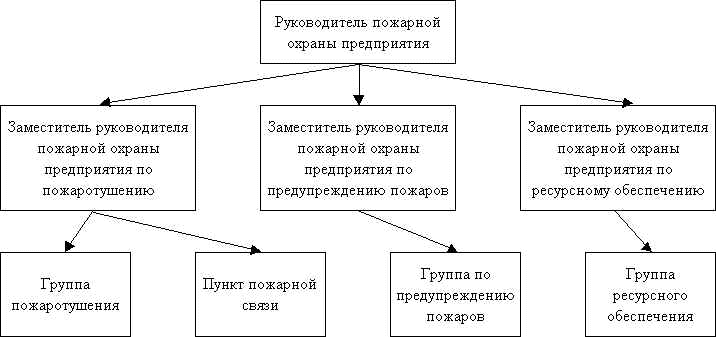 Руководитель пожарной
охраны предприятия
Заместитель руководителя
пожарной охраны
предприятия по
пожаротушению
Заместитель руководителя
пожарной охраны
предприятия по
предупреждению пожаров
Заместитель руководителя
пожарной охраны
предприятия по
ресурсному обеспечению
Группа
пожаротушения
Пункт пожарной
связи
Группа по
предупреждению
пожаров
Группа
ресурсного
обеспечения